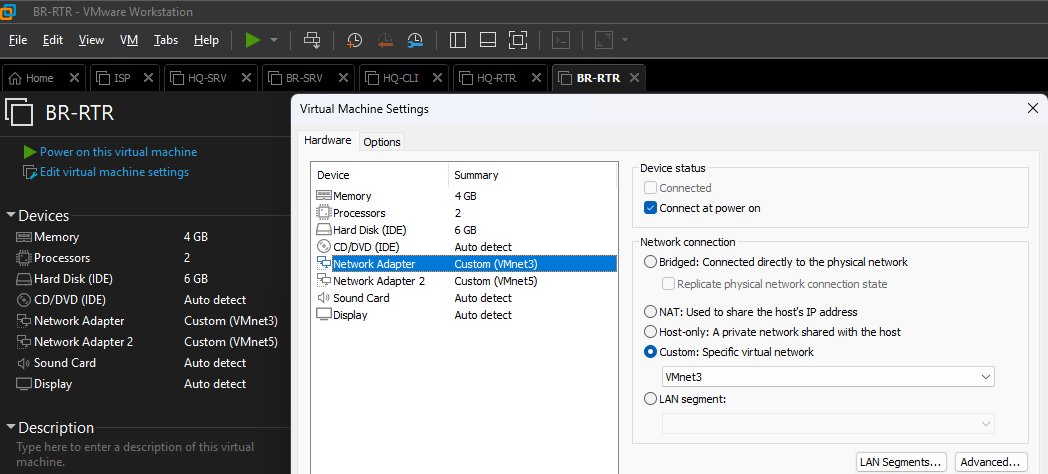 BR-RTR - VMware Workstation
File Edit View VM Tabs Help
Home ISP HQ-SRV BR-SRV HQ-CLI HQ-RTR BR-RTR
BR-RTR
Power on this virtual machine
Edit virtual machine settings
Devices
Memory 4 GB
Processors 2
Hard Disk (IDE) 6 GB
CD/DVD (IDE) Auto detect
Network Adapter Custom (VMnet3)
Network Adapter 2 Custom (VMnet5)
Sound Card Auto detect
Display Auto detect
Description
Type here to enter a description of this virtual
machine.
Virtual Machine Settings
Hardware Options
Device Summary
Memory 4 GB
Processors 2
Hard Disk (IDE) 6 GB
CD/DVD (IDE) Auto detect
Network Adapter Custom (VMnet3)
Network Adapter 2 Custom (VMnet5)
Sound Card Auto detect
Display Auto detect
Device status
Connected
Connect at power on
Network connection
Bridged: Connected directly to the physical network
Replicate physical network connection state
NAT: Used to share the host's IP address
Host-only: A private network shared with the host
Custom: Specific virtual network
VMnet3
LAN segment:
LAN Segments... Advanced...